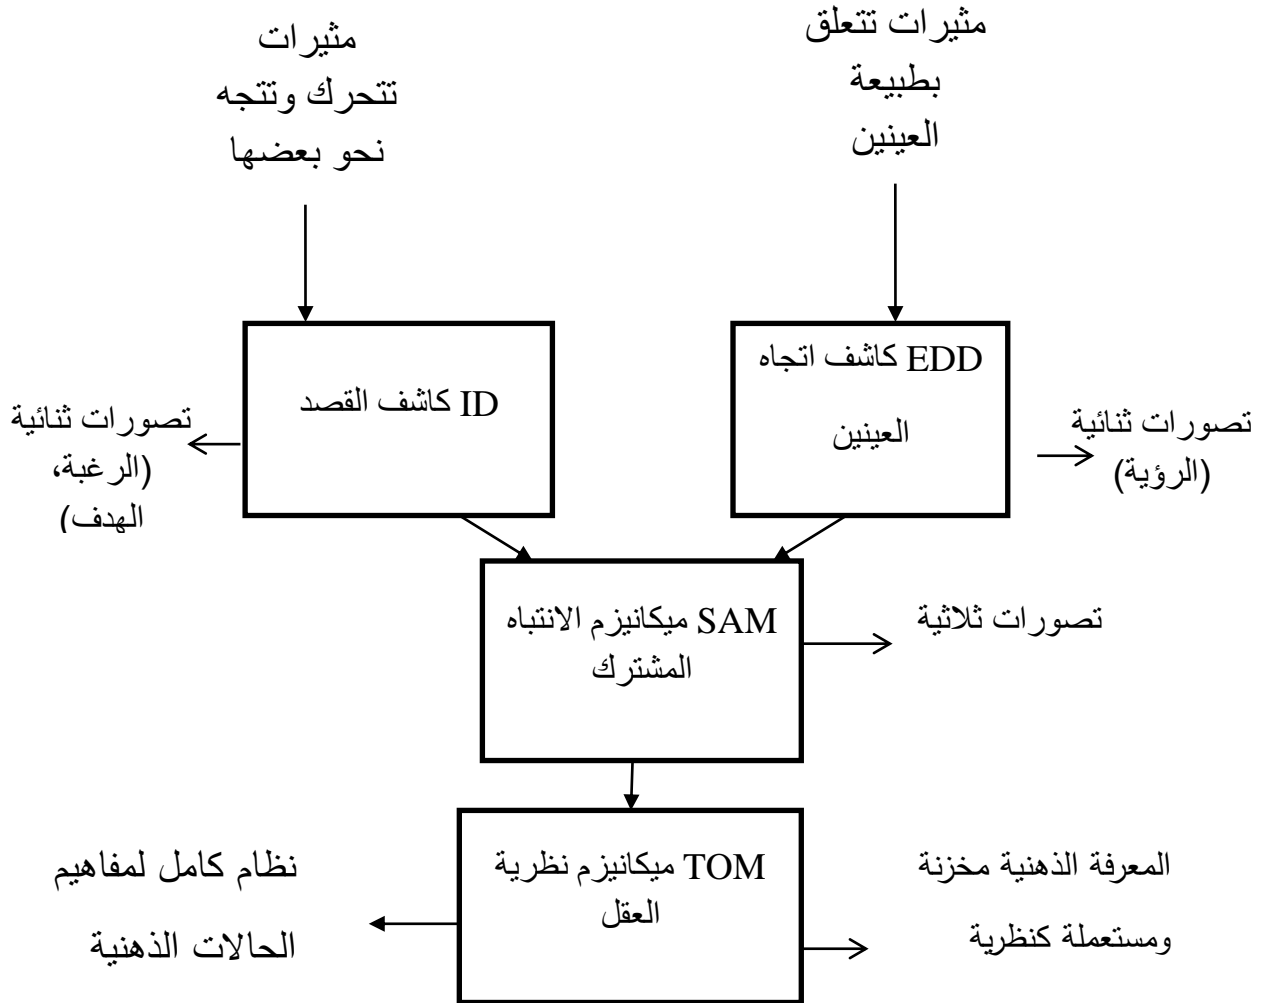 مثيرات
تتحرك وتتجه
نحو بعضها
مثيرات تتعلق
بطبيعة
العينين
EDD كاشف اتجاه
العينين
ID كاشف القصد
تصورات ثنائية
(الرؤية)
تصورات ثنائية
(الرغبة،
الهدف)
SAM ميكانيزم الانتباه
المشترك
تصورات ثلاثية
TOM ميكانيزم نظرية
العقل
المعرفة الذهنية مخزنة
ومستعملة كنظرية
نظام كامل لمفاهيم
الحالات الذهنية